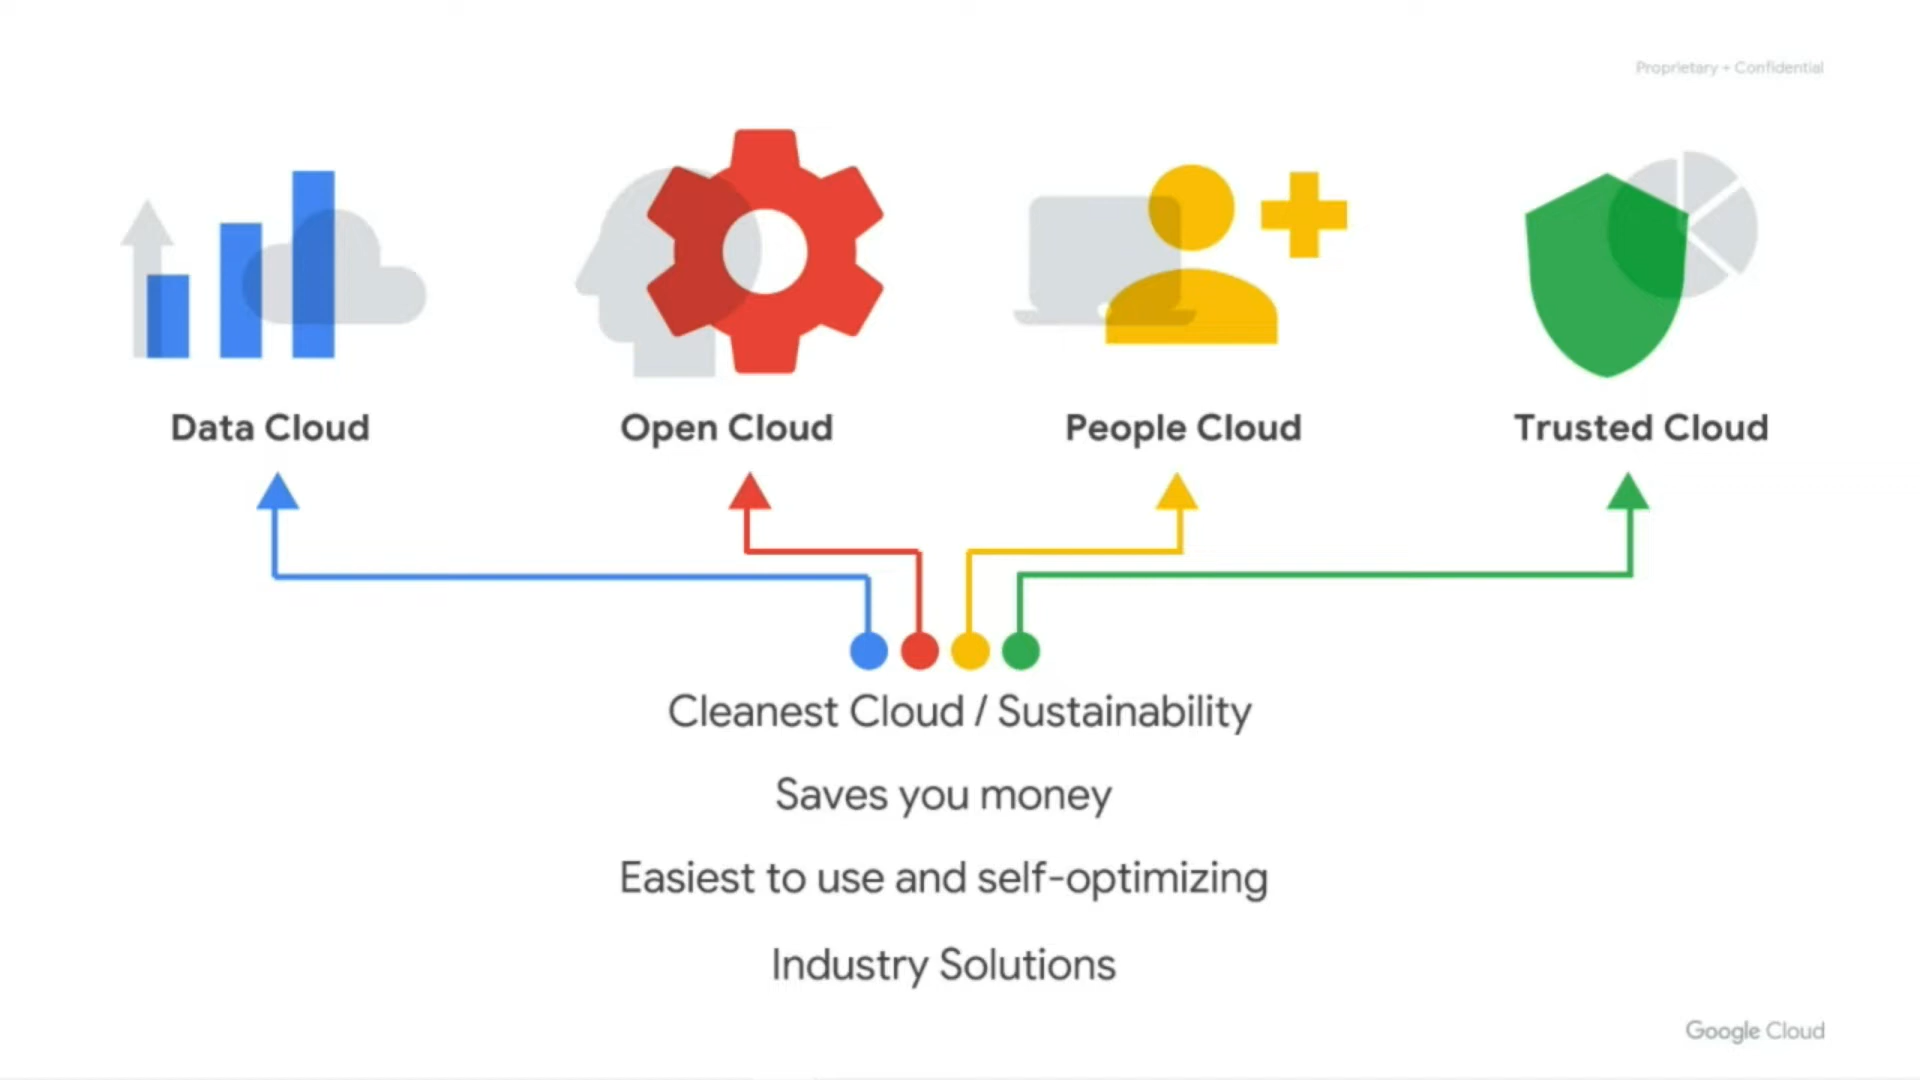 Proprietary + Confidential
Data Cloud
Open Cloud
People Cloud
Trusted Cloud
Cleanest Cloud / Sustainability
Saves you money
Easiest to use and self-optimizing
Industry Solutions
Google Cloud